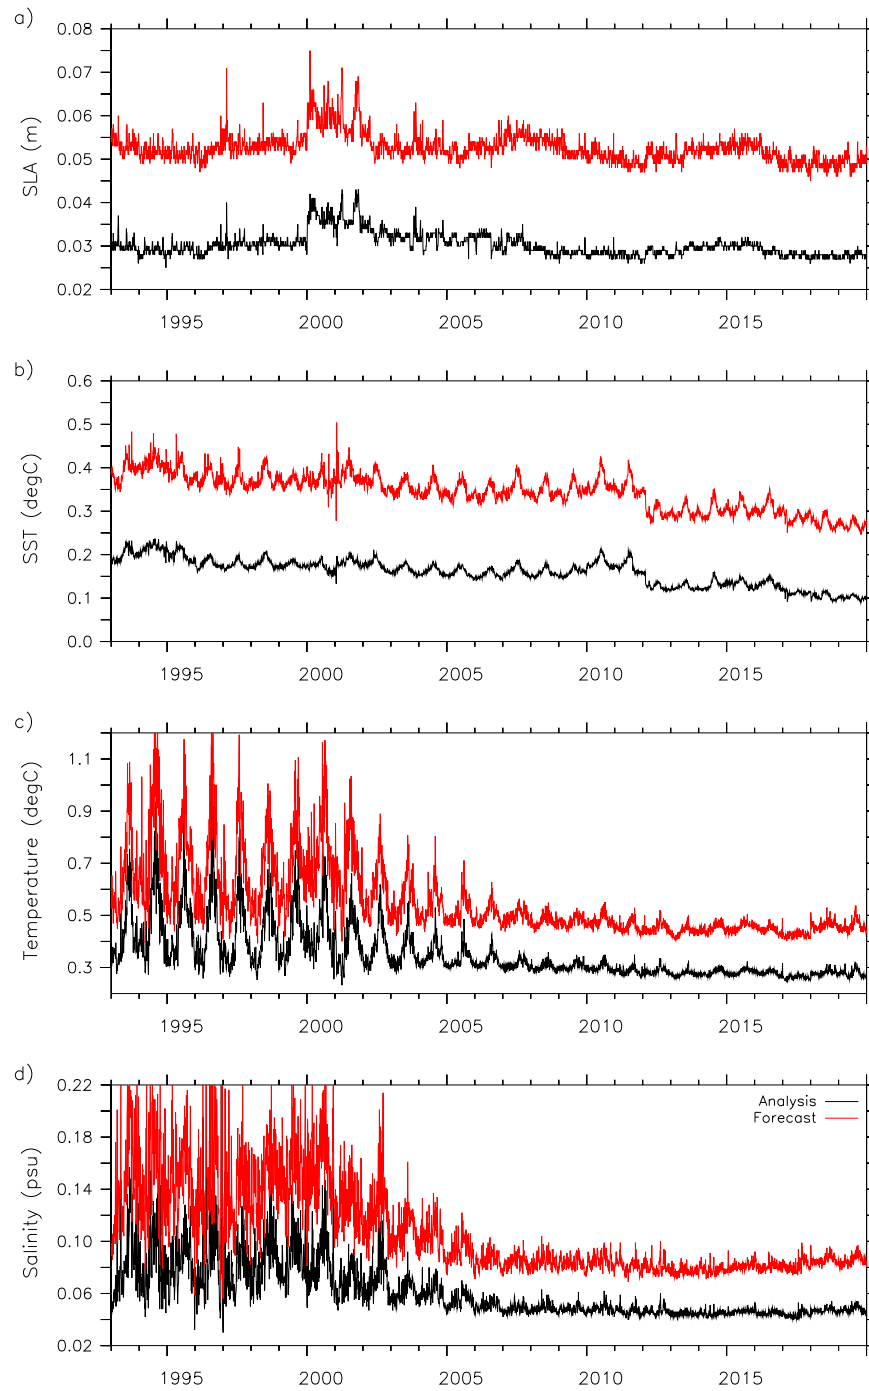 a)
0.08
0.07
0.06
0.05
0.04
0.03
0.02
SLA (m)
1995 2000 2005 2010 2015
b)
0.6
0.5
0.4
0.3
0.2
0.1
0.0
SST (degC)
1995 2000 2005 2010 2015
c)
1.1
0.9
0.7
0.5
0.3
Temperature (degC)
1995 2000 2005 2010 2015
d)
0.22
0.18
0.14
0.10
0.06
0.02
Salinity (psu)
Analysis
Forecast
1995 2000 2005 2010 2015